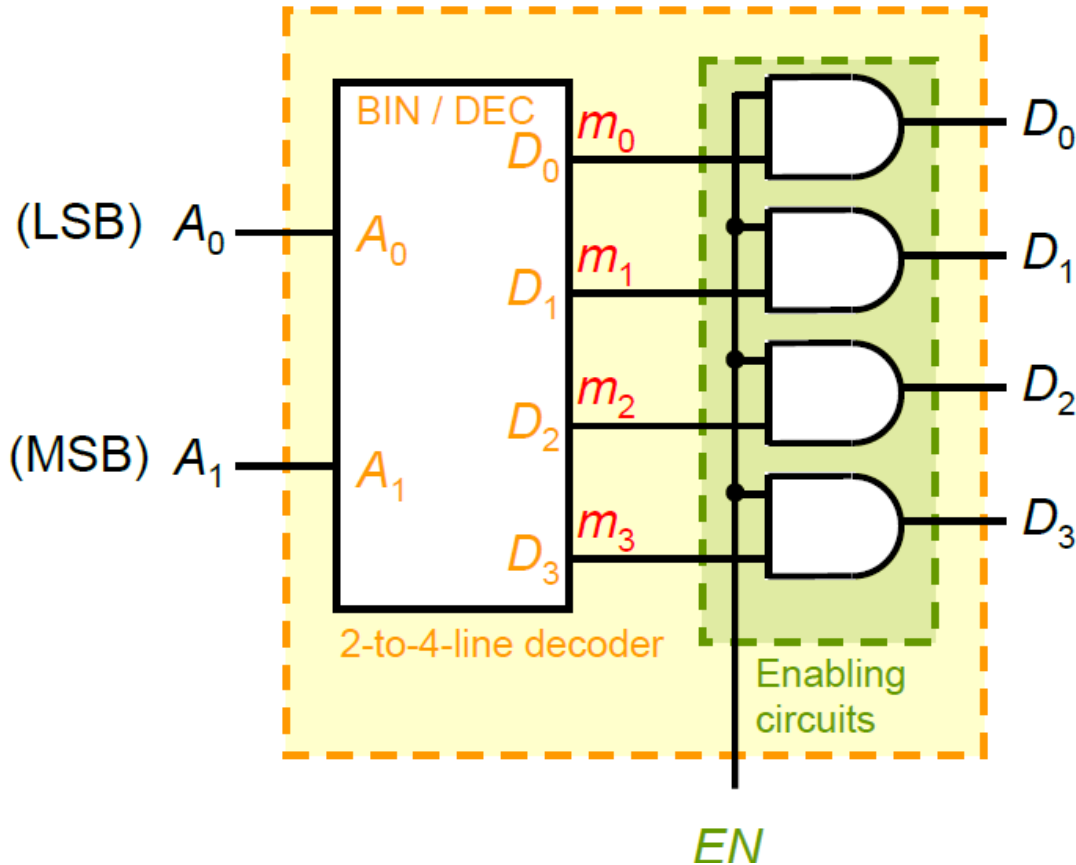 BIN / DEC
D₀
m₀
D₀
(LSB) A₀
A₀
D₁
m₁
D₁
D₂
m₂
D₂
(MSB) A₁
A₁
D₃
m₃
D₃
2-to-4-line decoder
Enabling
circuits
EN